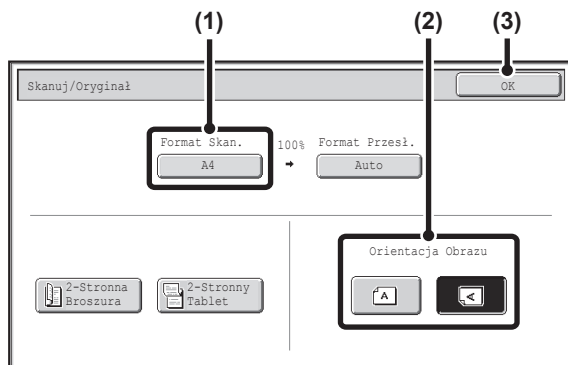 (1) (2) (3)
Skanuj/Oryginał OK
Format Skan. 100% Format Przesł.
A4 Auto
Orientacja Obrazu
2-Stronna
Broszura
2-Stronny
Tablet
A A